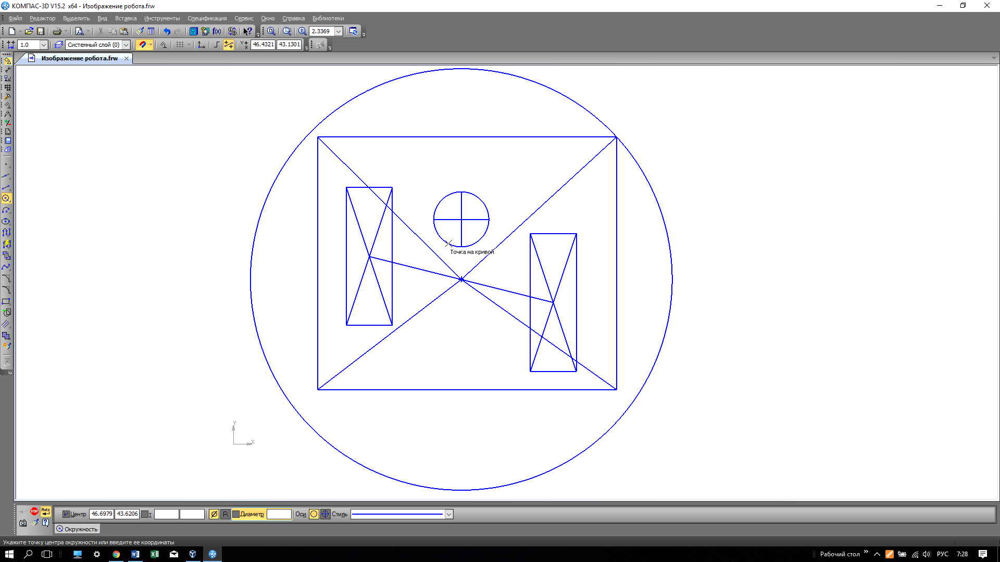 КОМПАС-3D V15.2 x64 - Изображение робота.frw
Файл Редактор Выделить Вид Вставка Инструменты Спецификация Сервис Окно Справка Библиотеки
f(x) 2.3369
1.0 Системный слой (0) 46.4321 43.1301
Изображение робота.frw
Точка на кривой
Y
X
STOP Auto Центр 46.6979 43.6206 т R Диаметр Оси Стиль
Окружность
Укажите точку центра окружности или введите ее координаты
Рабочий стол РУС 7:28